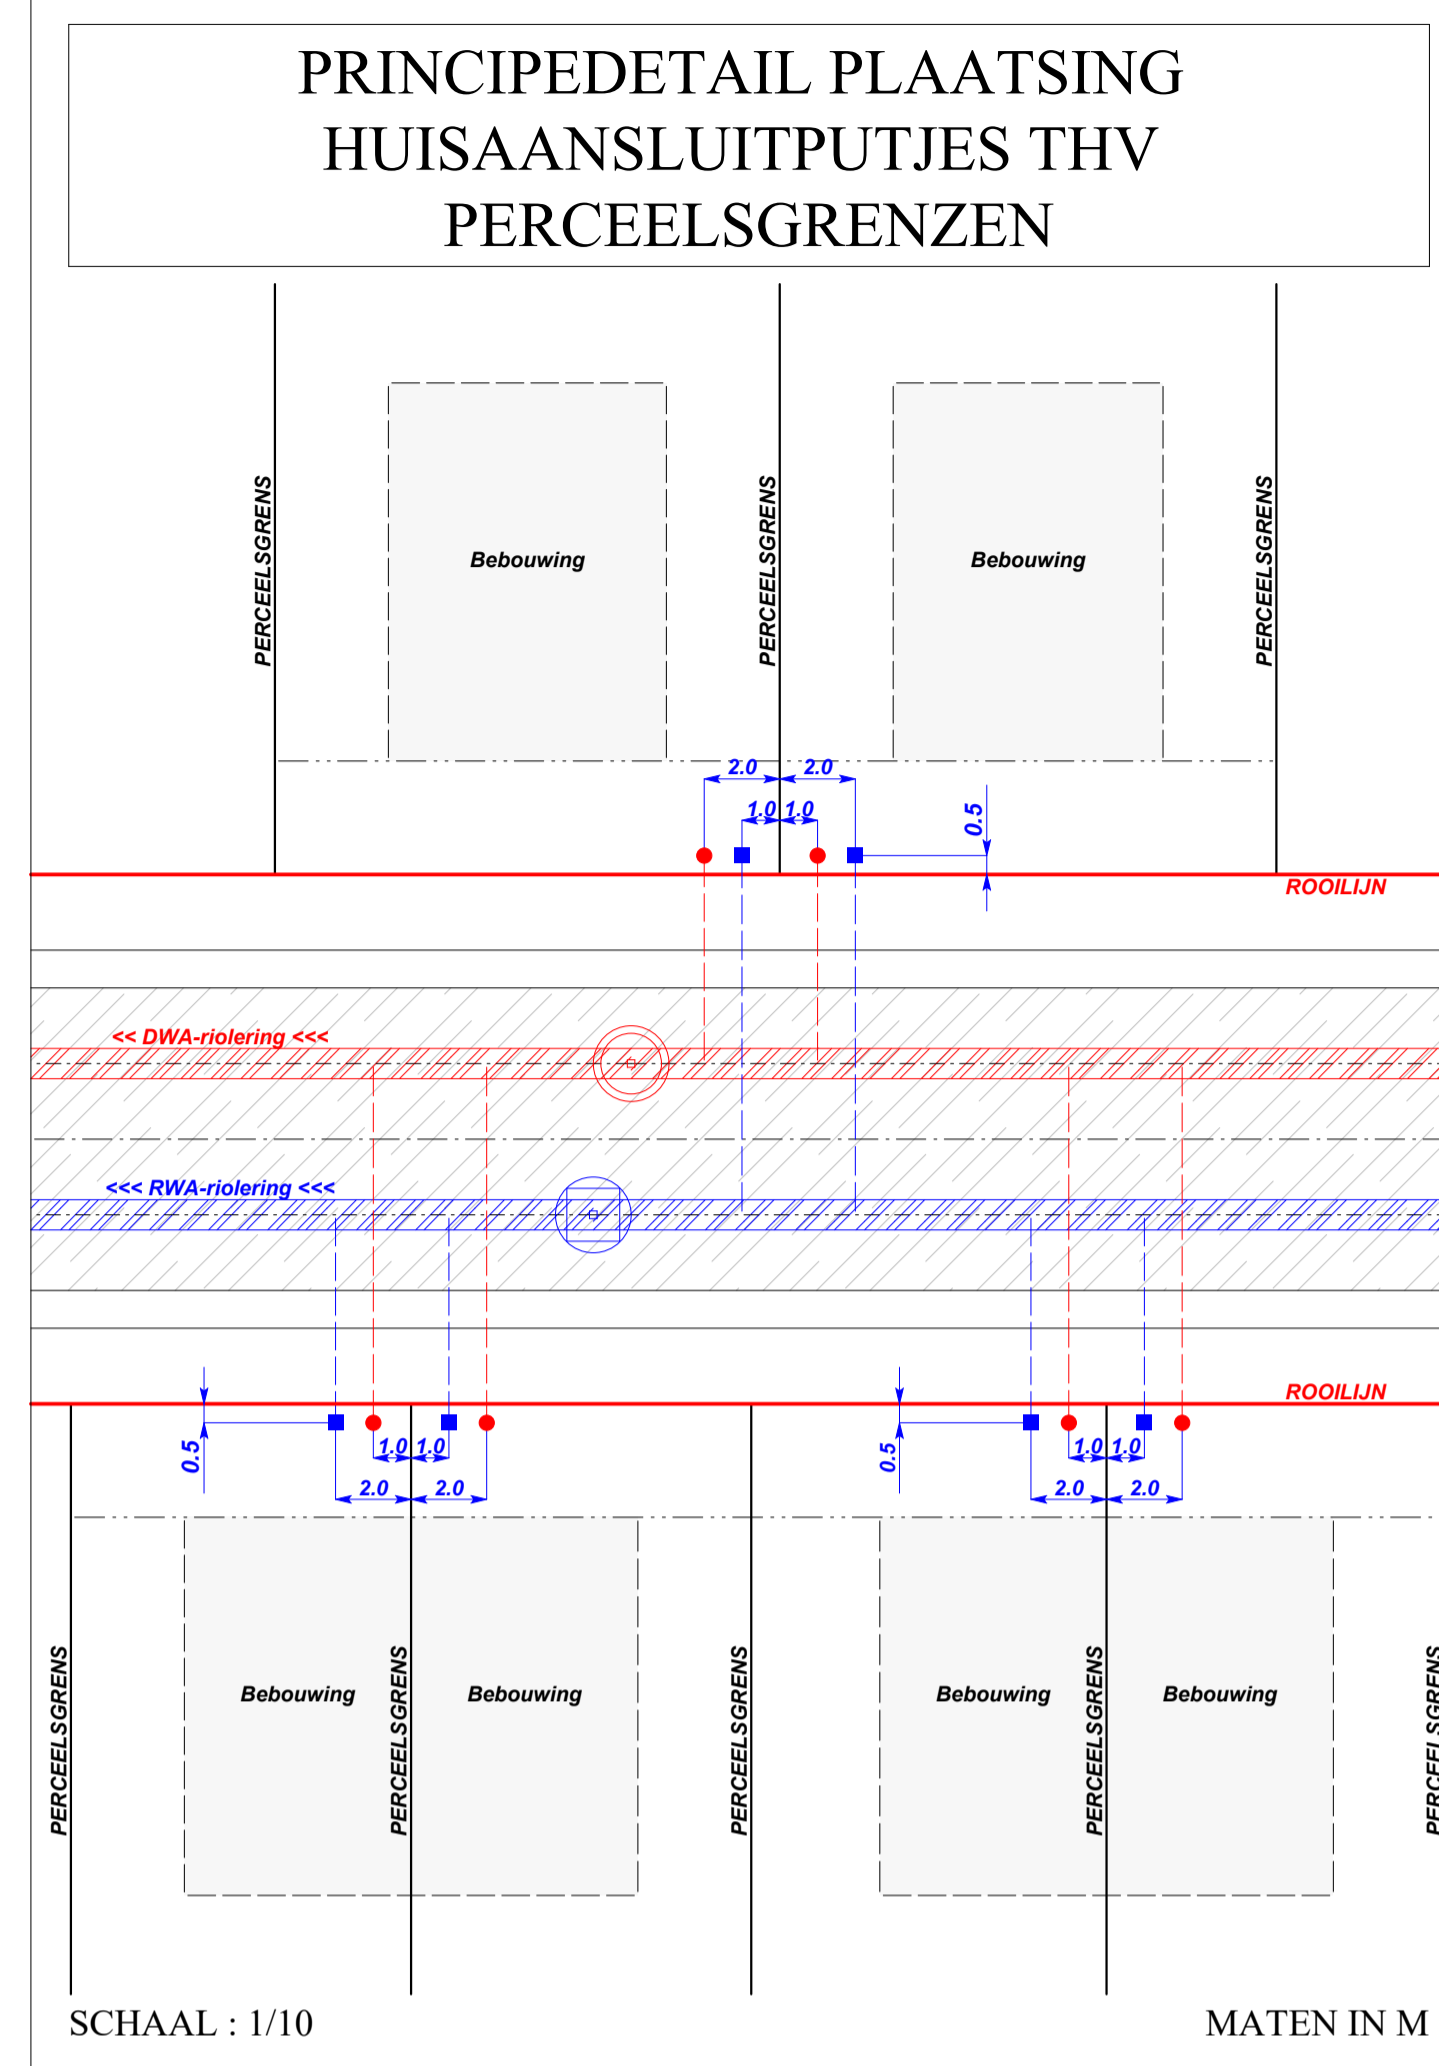 PRINCIPEDETAIL PLAATSING
HUISAANSLUITPUTJES THV
PERCEELSGRENZEN
PERCEELSGRENS
Bebouwing
PERCEELSGRENS
Bebouwing
PERCEELSGRENS
2.0
2.0
1.0
1.0
0.5
ROOILIJN
<< DWA-riolering <<<
<<< RWA-riolering <<<
ROOILIJN
0.5
1.0
1.0
2.0
2.0
0.5
1.0
1.0
2.0
2.0
PERCEELSGRENS
Bebouwing
PERCEELSGRENS
Bebouwing
PERCEELSGRENS
Bebouwing
PERCEELSGRENS
Bebouwing
PERCEELSGRENS
SCHAAL : 1/10
MATEN IN M